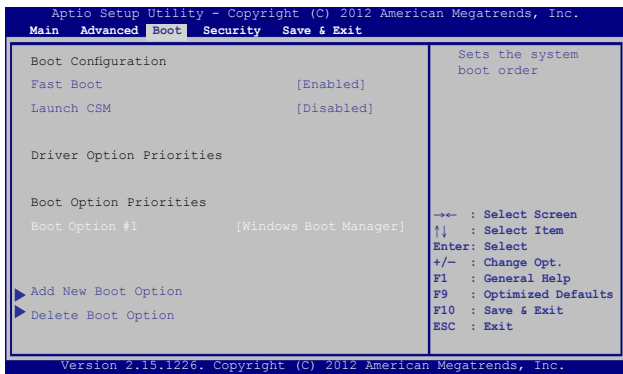 Aptio Setup Utility - Copyright (C) 2012 American Megatrends, Inc.
Main Advanced Boot Security Save & Exit
Boot Configuration
Fast Boot [Enabled]
Launch CSM [Disabled]
Driver Option Priorities
Boot Option Priorities
Boot Option #1 [Windows Boot Manager]
Add New Boot Option
Delete Boot Option
Sets the system
boot order
→← : Select Screen
↑↓ : Select Item
Enter: Select
+/— : Change Opt.
F1 : General Help
F9 : Optimized Defaults
F10 : Save & Exit
ESC : Exit
Version 2.15.1226. Copyright (C) 2012 American Megatrends, Inc.